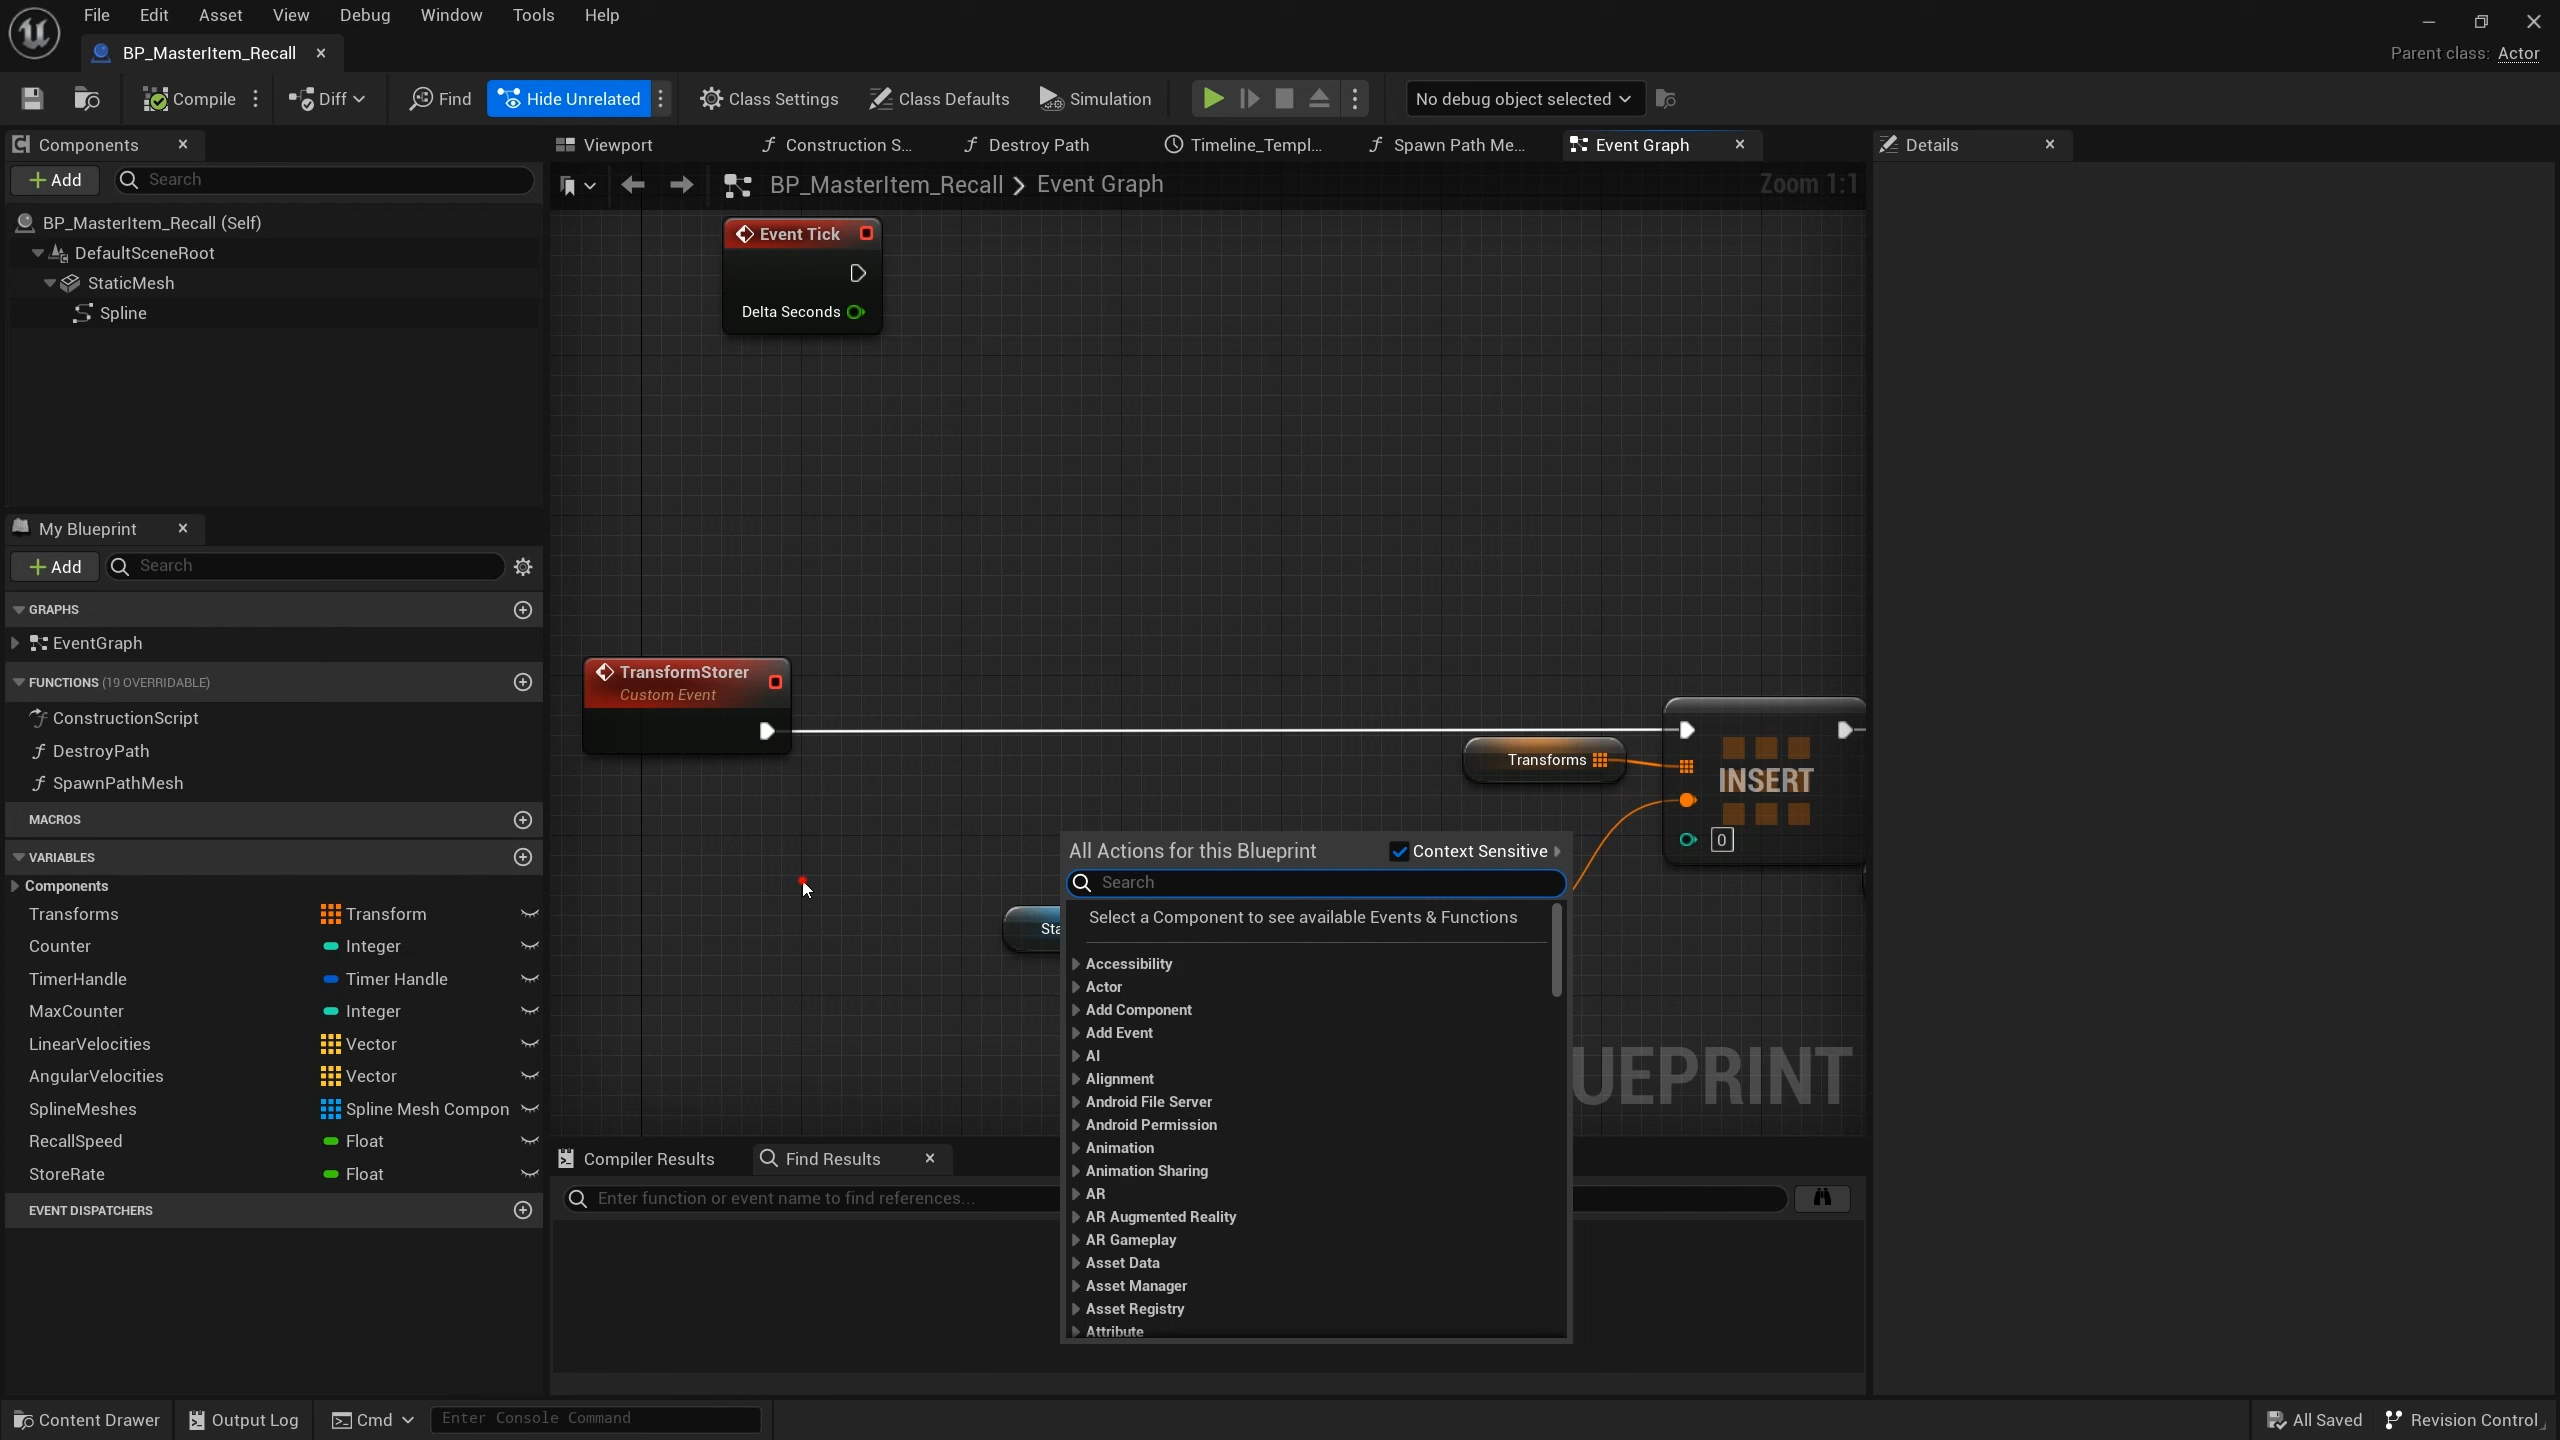 File Edit Asset View Debug Window Tools Help
BP_MasterItem_Recall
Parent class: Actor
Compile Diff Find Hide Unrelated Class Settings Class Defaults Simulation No debug object selected
Components
Add Search
BP_MasterItem_Recall (Self)
DefaultSceneRoot
StaticMesh
Spline
My Blueprint
Add Search
GRAPHS
EventGraph
FUNCTIONS (19 OVERRIDABLE)
ConstructionScript
DestroyPath
SpawnPathMesh
MACROS
VARIABLES
Components
Transforms Transform
Counter Integer
TimerHandle Timer Handle
MaxCounter Integer
LinearVelocities Vector
AngularVelocities Vector
SplineMeshes Spline Mesh Compon
RecallSpeed Float
StoreRate Float
EVENT DISPATCHERS
Viewport Construction S... Destroy Path Timeline_Templ... Spawn Path Me... Event Graph
BP_MasterItem_Recall > Event Graph Zoom 1:1
Event Tick
Delta Seconds
TransformStorer
Custom Event
Transforms
INSERT
0
Sta
All Actions for this Blueprint Context Sensitive
Search
Select a Component to see available Events & Functions
Accessibility
Actor
Add Component
Add Event
AI
Alignment
Android File Server
Android Permission
Animation
Animation Sharing
AR
AR Augmented Reality
AR Gameplay
Asset Data
Asset Manager
Asset Registry
Attribute
UEPRINT
Compiler Results Find Results
Enter function or event name to find references...
Details
Content Drawer Output Log Cmd Enter Console Command
All Saved Revision Control